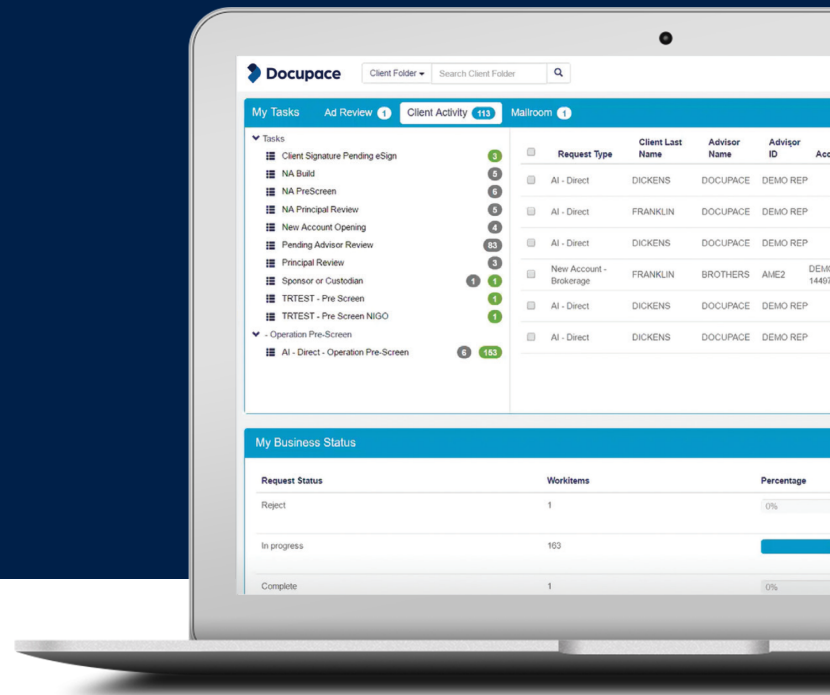 Docupace
Client Folder
Search Client Folder
My Tasks
Ad Review 1
Client Activity 113
Mailroom 1
Tasks
Client Signature Pending eSign 3
NA Build 5
NA PreScreen 6
NA Principal Review 5
New Account Opening 4
Pending Advisor Review 83
Principal Review 3
Sponsor or Custodian 1 1
TRTEST - Pre Screen 1
TRTEST - Pre Screen NIGO 1
- Operation Pre-Screen
AI - Direct - Operation Pre-Screen 6 153
Request Type Client Last Name Advisor Name Advisor ID Acc
AI - Direct DICKENS DOCUPACE DEMO REP
AI - Direct FRANKLIN DOCUPACE DEMO REP
AI - Direct DICKENS DOCUPACE DEMO REP
New Account - Brokerage FRANKLIN BROTHERS AME2 DEMO 14497
AI - Direct DICKENS DOCUPACE DEMO REP
AI - Direct DICKENS DOCUPACE DEMO REP
My Business Status
Request Status Workitems Percentage
Reject 1 0%
In progress 163
Complete 1 0%